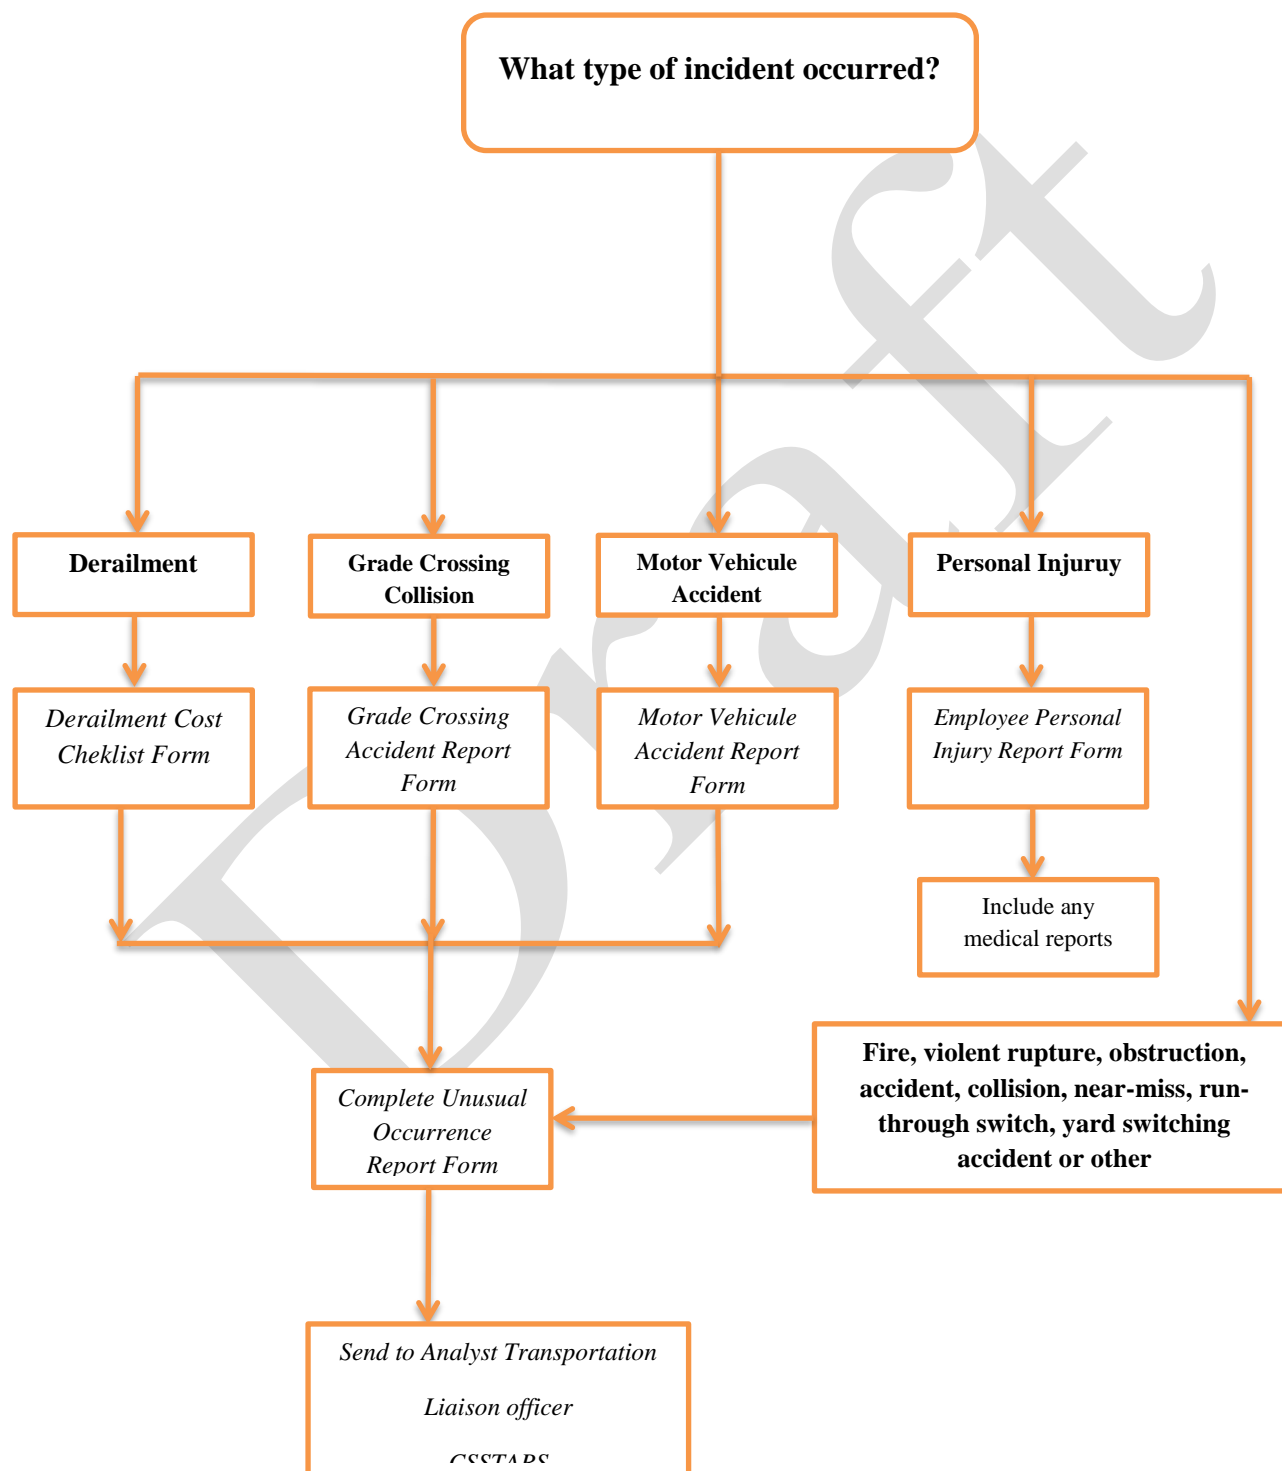 What type of incident occurred?
Derailment
Grade Crossing
Collision
Motor Vehicule
Accident
Personal Injuruy
Derailment Cost
Cheklist Form
Grade Crossing
Accident Report
Form
Motor Vehicule
Accident Report
Form
Employee Personal
Injury Report Form
Include any
medical reports
Fire, violent rupture, obstruction,
accident, collision, near-miss, run-
through switch, yard switching
accident or other
Complete Unusual
Occurrence
Report Form
Send to Analyst Transportation
Liaison officer
Draft